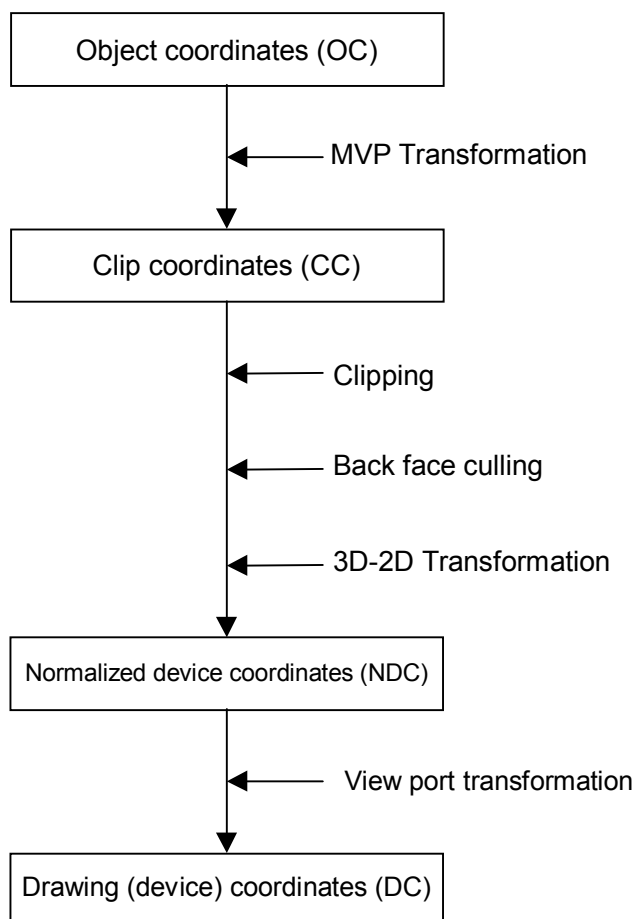 Object coordinates (OC)
MVP Transformation
Clip coordinates (CC)
Clipping
Back face culling
3D-2D Transformation
Normalized device coordinates (NDC)
View port transformation
Drawing (device) coordinates (DC)